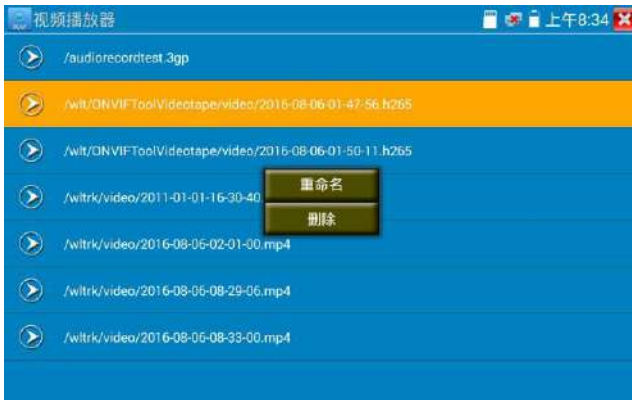 视频播放器 上午8:34
/audiorecordtest.3gp
/wlt/ONVIFToolVideotape/video/2016-08-06-01-47-56.h265
/wlt/ONVIFToolVideotape/video/2016-08-06-01-50-11.h265
重命名
/wltrk/video/2011-01-01-16-30-40
删除
/wltrk/video/2016-08-06-02-01-00.mp4
/wltrk/video/2016-08-06-08-29-06.mp4
/wltrk/video/2016-08-06-08-33-00.mp4